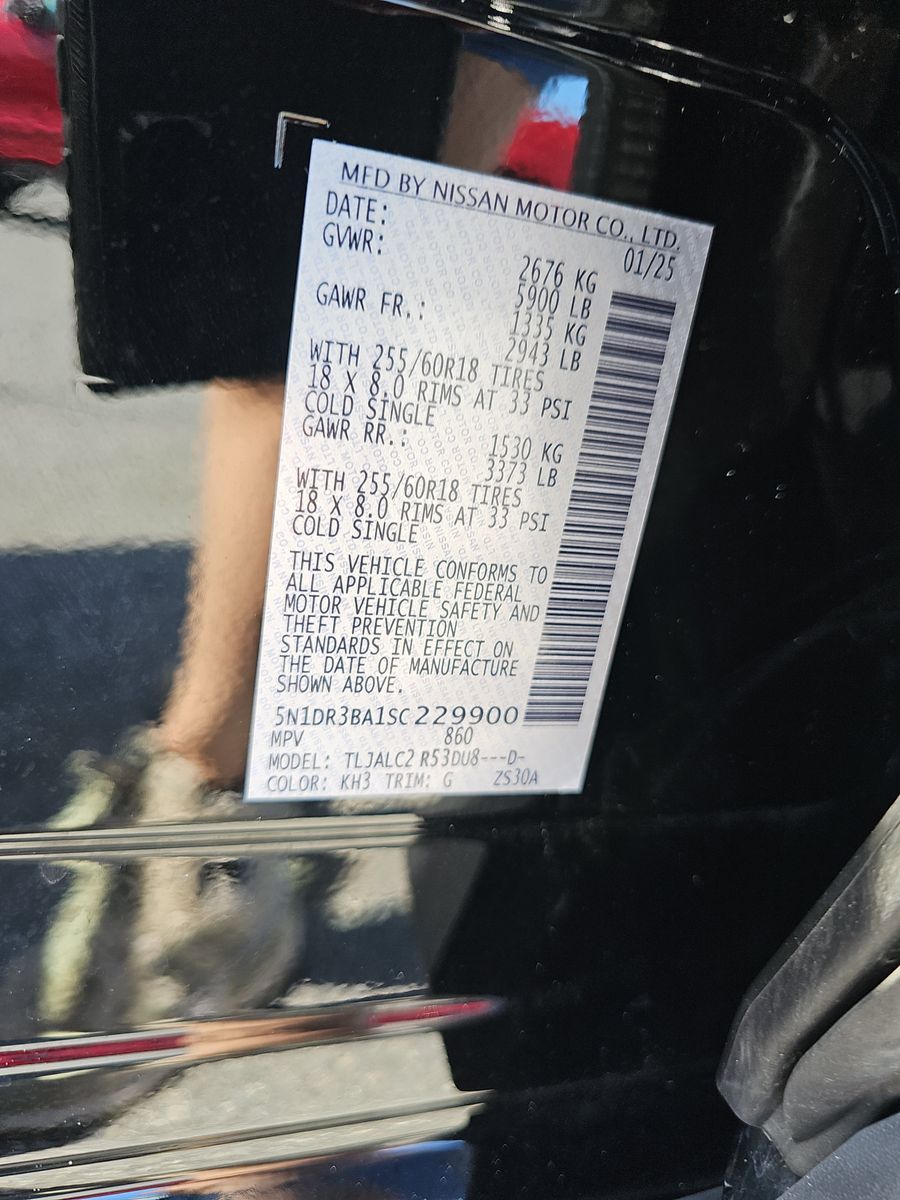 MFD BY NISSAN MOTOR CO., LTD.
DATE: 01/25
GVWR: 2676 KG
5900 LB
GAWR FR.: 1335 KG
2943 LB
WITH 255/60R18 TIRES
18 X 8.0 RIMS AT 33 PSI
COLD SINGLE
GAWR RR.: 1530 KG
3373 LB
WITH 255/60R18 TIRES
18 X 8.0 RIMS AT 33 PSI
COLD SINGLE
THIS VEHICLE CONFORMS TO
ALL APPLICABLE FEDERAL
MOTOR VEHICLE SAFETY AND
THEFT PREVENTION
STANDARDS IN EFFECT ON
THE DATE OF MANUFACTURE
SHOWN ABOVE.
5N1DR3BA1SC229900
MPV 860
MODEL: TLJALC2 R53DU8---D-
COLOR: KH3 TRIM: G ZS30A